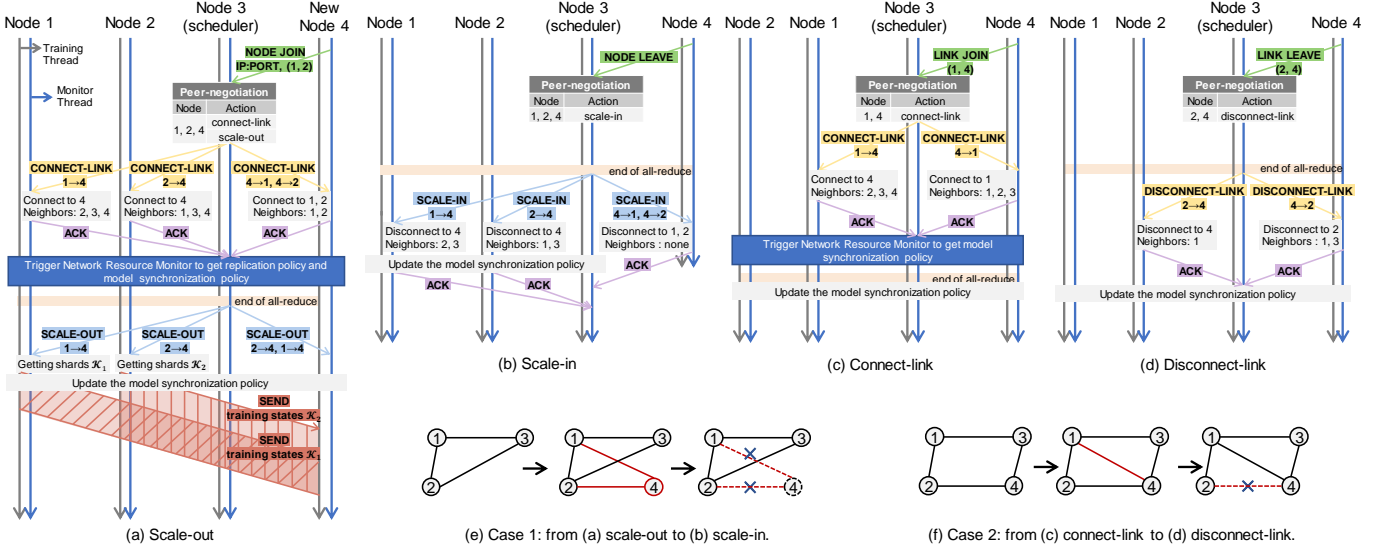 Node 1
Node 2
Node 3
(scheduler)
New
Node 4
Training
Thread
Monitor
Thread
NODE JOIN
IP:PORT, (1, 2)
Peer-negotiation
Node Action
1, 2, 4
connect-link
scale-out
CONNECT-LINK
1→4
CONNECT-LINK
2→4
CONNECT-LINK
4→1, 4→2
Connect to 4
Neighbors: 2, 3, 4
Connect to 4
Neighbors: 1, 3, 4
Connect to 1, 2
Neighbors: 1, 2
ACK
ACK
ACK
Trigger Network Resource Monitor to get replication policy and
model synchronization policy
end of all-reduce
SCALE-OUT
1→4
SCALE-OUT
2→4
SCALE-OUT
2→4, 1→4
Getting shards 𝒦1
Getting shards 𝒦2
Update the model synchronization policy
SEND
training states 𝒦2
SEND
training states 𝒦1
(a) Scale-out
Node 1
Node 2
Node 3
(scheduler)
Node 4
NODE LEAVE
Peer-negotiation
Node Action
1, 2, 4 scale-in
end of all-reduce
SCALE-IN
1→4
SCALE-IN
2→4
SCALE-IN
4→1, 4→2
Disconnect to 4
Neighbors: 2, 3
Disconnect to 4
Neighbors: 1, 3
Disconnect to 1, 2
Neighbors : none
Update the model synchronization policy
ACK
ACK
ACK
(b) Scale-in
Node 1
Node 2
Node 3
(scheduler)
Node 4
LINK JOIN
(1, 4)
Peer-negotiation
Node Action
1, 4 connect-link
CONNECT-LINK
1→4
CONNECT-LINK
4→1
Connect to 4
Neighbors: 2, 3, 4
Connect to 1
Neighbors: 1, 2, 3
ACK
ACK
Trigger Network Resource Monitor to get model
synchronization policy
end of all-reduce
Update the model synchronization policy
(c) Connect-link
Node 1
Node 2
Node 3
(scheduler)
Node 4
LINK LEAVE
(2, 4)
Peer-negotiation
Node Action
2, 4 disconnect-link
end of all-reduce
DISCONNECT-LINK
2→4
DISCONNECT-LINK
4→2
Disconnect to 4
Neighbors: 1
Disconnect to 2
Neighbors : 1, 3
ACK
ACK
Update the model synchronization policy
(d) Disconnect-link
1 3
2
1 3
2 4
1 3
2 4
(e) Case 1: from (a) scale-out to (b) scale-in.
1 3
2 4
1 3
2 4
1 3
2 4
(f) Case 2: from (c) connect-link to (d) disconnect-link.